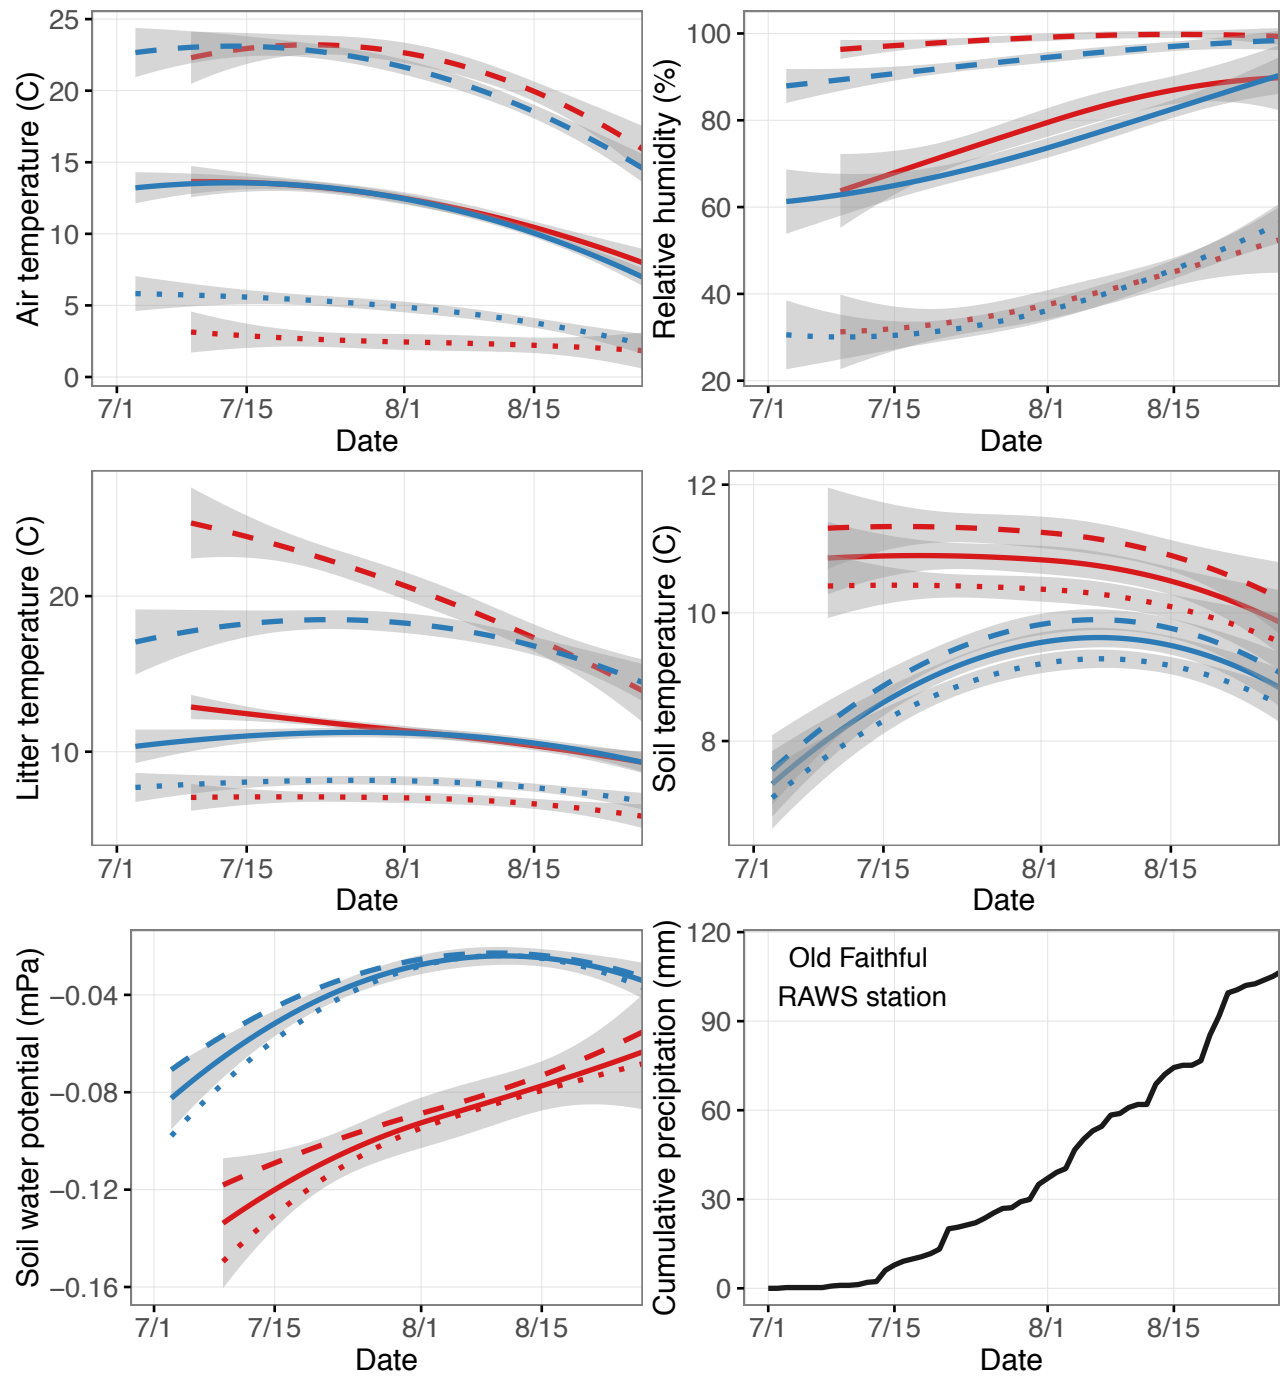 Air temperature (C)
25
20
15
10
5
0
7/1 7/15 8/1 8/15
Date
Relative humidity (%)
100
80
60
40
20
7/1 7/15 8/1 8/15
Date
Litter temperature (C)
20
10
7/1 7/15 8/1 8/15
Date
Soil temperature (C)
12
10
8
7/1 7/15 8/1 8/15
Date
Soil water potential (mPa)
−0.04
−0.08
−0.12
−0.16
7/1 7/15 8/1 8/15
Date
Cumulative precipitation (mm)
120
90
60
30
0
Old Faithful
RAWS station
7/1 7/15 8/1 8/15
Date